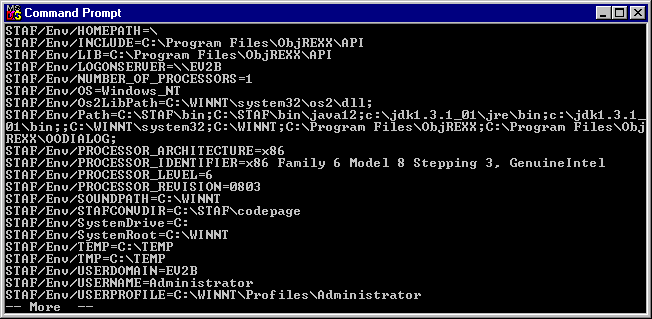 Command Prompt
STAF/Env/HOMEPATH=\
STAF/Env/INCLUDE=C:\Program Files\ObjREXX\API
STAF/Env/LIB=C:\Program Files\ObjREXX\API
STAF/Env/LOGONSERVER=\\EV2B
STAF/Env/NUMBER_OF_PROCESSORS=1
STAF/Env/OS=Windows_NT
STAF/Env/Os2LibPath=C:\WINNT\system32\os2\dll;
STAF/Env/Path=C:\STAF\bin;C:\STAF\bin\java12;c:\jdk1.3.1_01\jre\bin;c:\jdk1.3.1_
01\bin;;C:\WINNT\system32;C:\WINNT;C:\Program Files\ObjREXX;C:\Program Files\Obj
REXX\OODIALOG;
STAF/Env/PROCESSOR_ARCHITECTURE=x86
STAF/Env/PROCESSOR_IDENTIFIER=x86 Family 6 Model 8 Stepping 3, GenuineIntel
STAF/Env/PROCESSOR_LEVEL=6
STAF/Env/PROCESSOR_REVISION=0803
STAF/Env/SOUNDPATH=C:\WINNT
STAF/Env/STAFCONVDIR=C:\STAF\codepage
STAF/Env/SystemDrive=C:
STAF/Env/SystemRoot=C:\WINNT
STAF/Env/TEMP=C:\TEMP
STAF/Env/TMP=C:\TEMP
STAF/Env/USERDOMAIN=EV2B
STAF/Env/USERNAME=Administrator
STAF/Env/USERPROFILE=C:\WINNT\Profiles\Administrator
-- More  --